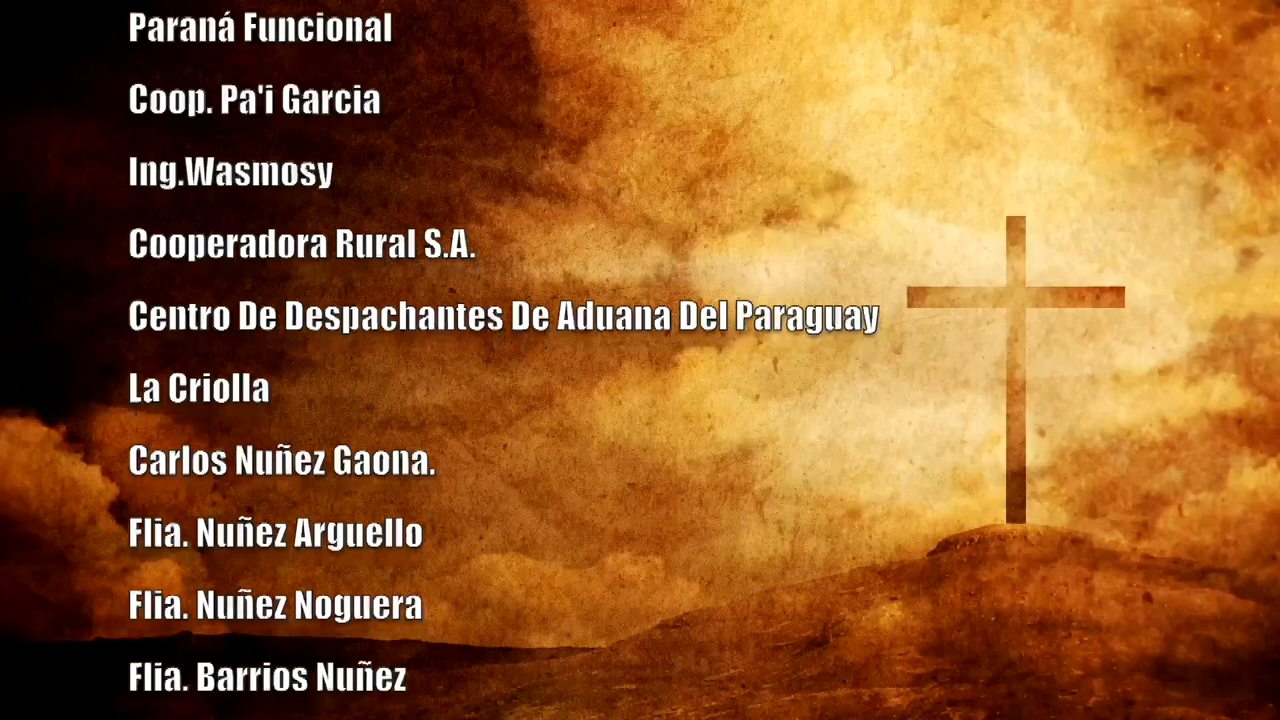 Paraná Funcional
Coop. Pa'i Garcia
Ing.Wasmosy
Cooperadora Rural S.A.
Centro De Despachantes De Aduana Del Paraguay
La Criolla
Carlos Nuñez Gaona.
Flia. Nuñez Arguello
Flia. Nuñez Noguera
Flia. Barrios Nuñez